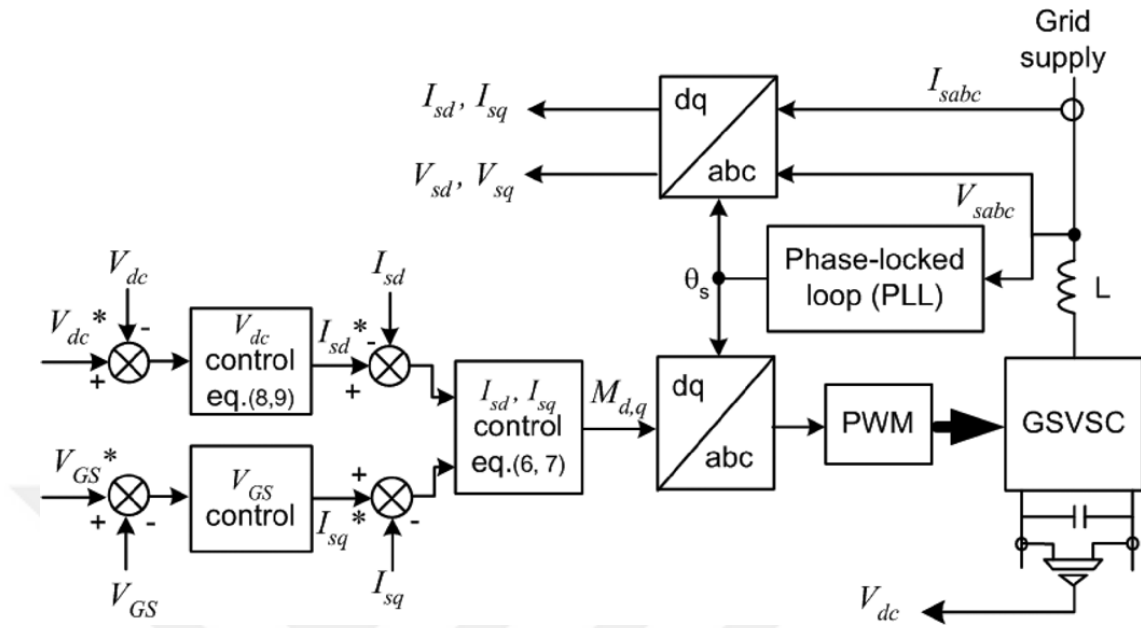 Grid
supply
I_sabc
I_sd, I_sq
dq
abc
V_sd, V_sq
V_sabc
Phase-locked
loop (PLL)
θ_s
L
V_dc
I_sd
V_dc*
-
+
V_dc
control
eq.(8,9)
I_sd*
-
+
I_sd, I_sq
control
eq.(6, 7)
M_d,q
dq
abc
PWM
GSVSC
V_GS*
+
-
V_GS
control
I_sq*
+
-
V_GS
I_sq
V_dc